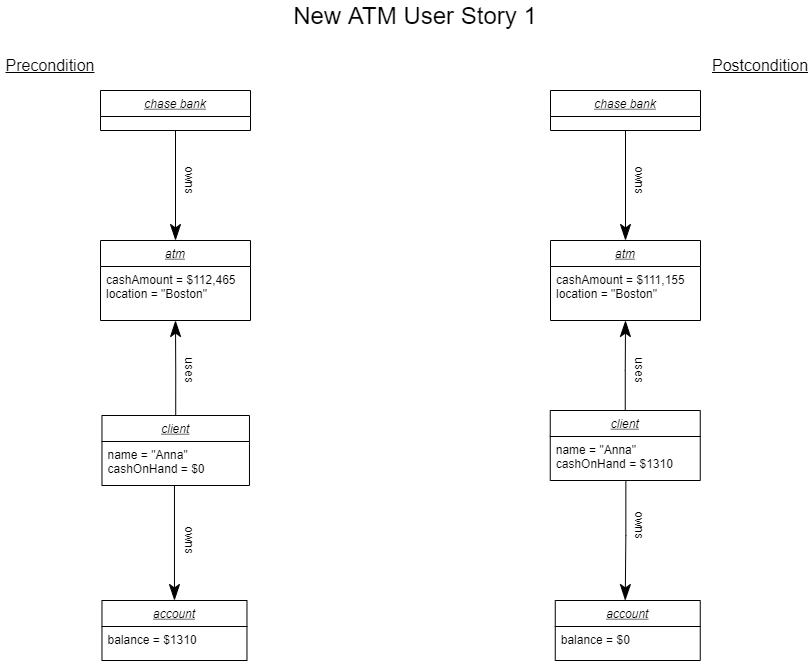 New ATM User Story 1
Precondition
chase bank
owns
atm
cashAmount = $112,465
location = "Boston"
uses
client
name = "Anna"
cashOnHand = $0
owns
account
balance = $1310
Postcondition
chase bank
owns
atm
cashAmount = $111,155
location = "Boston"
uses
client
name = "Anna"
cashOnHand = $1310
owns
account
balance = $0